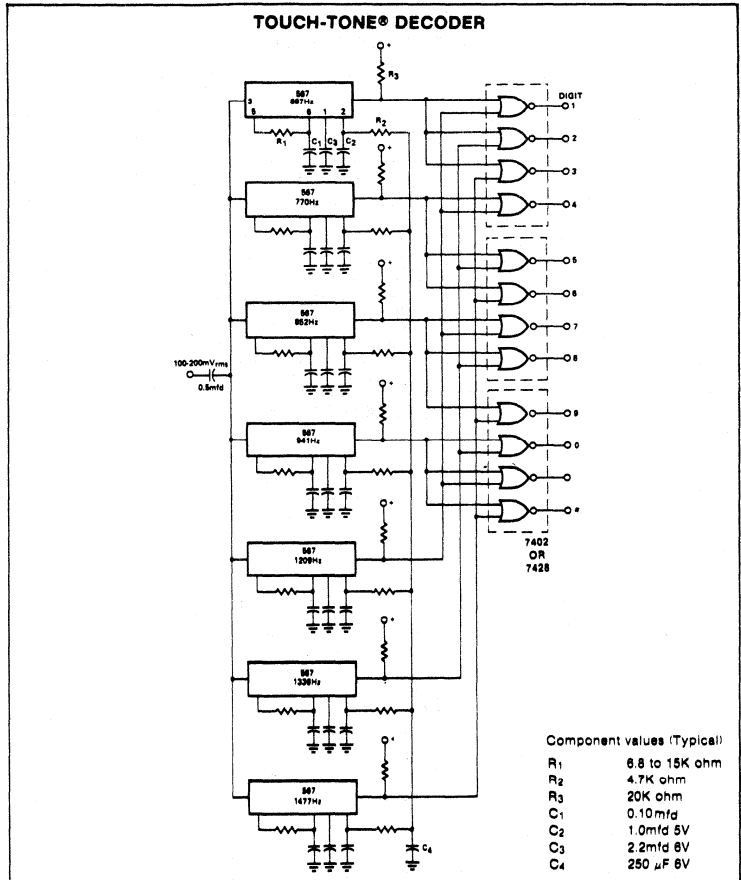 TOUCH-TONE® DECODER
+
R3
567
697Hz
3
5
6
1
2
R1
C1
C3
C2
R2
+
567
770Hz
+
567
852Hz
100-200mVrms
0.5mfd
+
567
941Hz
+
567
1209Hz
+
567
1336Hz
+
567
1477Hz
C4
DIGIT
1
2
3
4
5
6
7
8
9
0
#
7402
OR
7428
Component values (Typical)
R1 6.8 to 15K ohm
R2 4.7K ohm
R3 20K ohm
C1 0.10mfd
C2 1.0mfd 5V
C3 2.2mfd 6V
C4 250 µF 6V